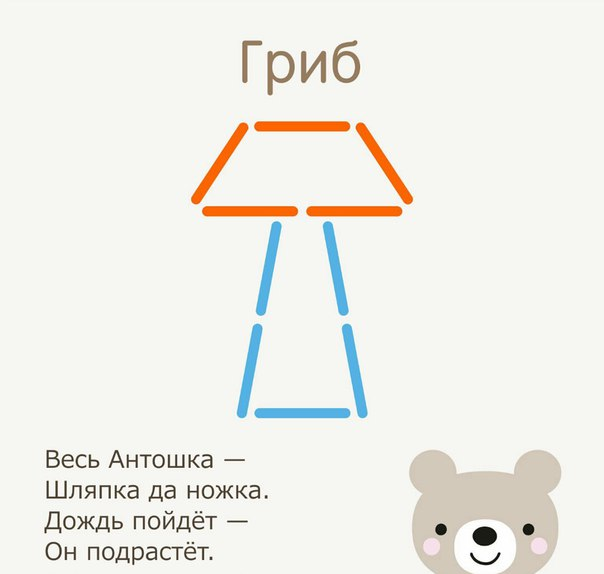 Гриб
Весь Антошка —
Шляпка да ножка.
Дождь пойдёт —
Он подрастёт.